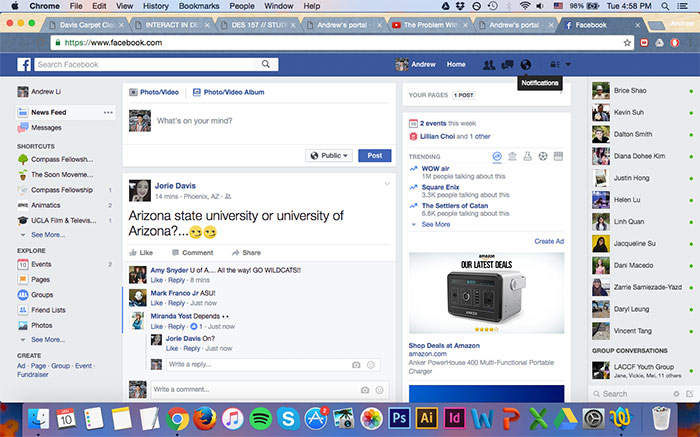 Chrome File Edit View History Bookmarks People Window Help
98% Tue 4:58 PM
Davis Carpet Clea
INTERACT IN DE
DES 157 // STUD
Andrew's portal
The Problem With
Andrew's portal
Facebook
Andrew
https://www.facebook.com
Search Facebook
Andrew Home
Notifications
Andrew Li
News Feed
Messages
SHORTCUTS
Compass Fellowsh...
The Soon Moveme...
Compass Fellowship 1
Animatics 2
UCLA Film & Televis...
See More...
EXPLORE
Events 2
Pages
Groups
Friend Lists
Photos
See More...
CREATE
Ad · Page · Group · Event ·
Fundraiser
Photo/Video Photo/Video Album
What's on your mind?
Public Post
Jorie Davis
14 mins · Phoenix, AZ ·
Arizona state university or university of
Arizona?...😏😏
Like Comment Share
Amy Snyder U of A.... All the way! GO WILDCATS!!
Like · Reply · 8 mins
Mark Franco Jr ASU!
Like · Reply · Just now
Miranda Yost Depends 👀
Like · Reply · 1 · Just now
Jorie Davis On?
Like · Reply · Just now
Write a reply...
Write a comment...
YOUR PAGES 1 POST
2 events this week
Lillian Choi and 1 other
TRENDING
WOW air
1M people talking about this
Square Enix
3.3K people talking about this
The Settlers of Catan
6.8K people talking about this
See More
Create Ad
amazon
OUR LATEST DEALS
ANKER
Shop Deals at Amazon
amazon.com
Anker PowerHouse 400 Multi-Functional Portable
Charger
Brice Shao
Kevin Suh
Dalton Smith
Diana Dohee Kim
Justin Hong
Helen Lu
Linh Quan
Jacqueline Su
Dani Macedo
Zarrie Samiezade-Yazd
Daryl Leung
Vincent Tang
GROUP CONVERSATIONS
LACCF Youth Group
Jane, Vickie, Mei, 11 others
Search
JAN
10
Ps
Ai
Id